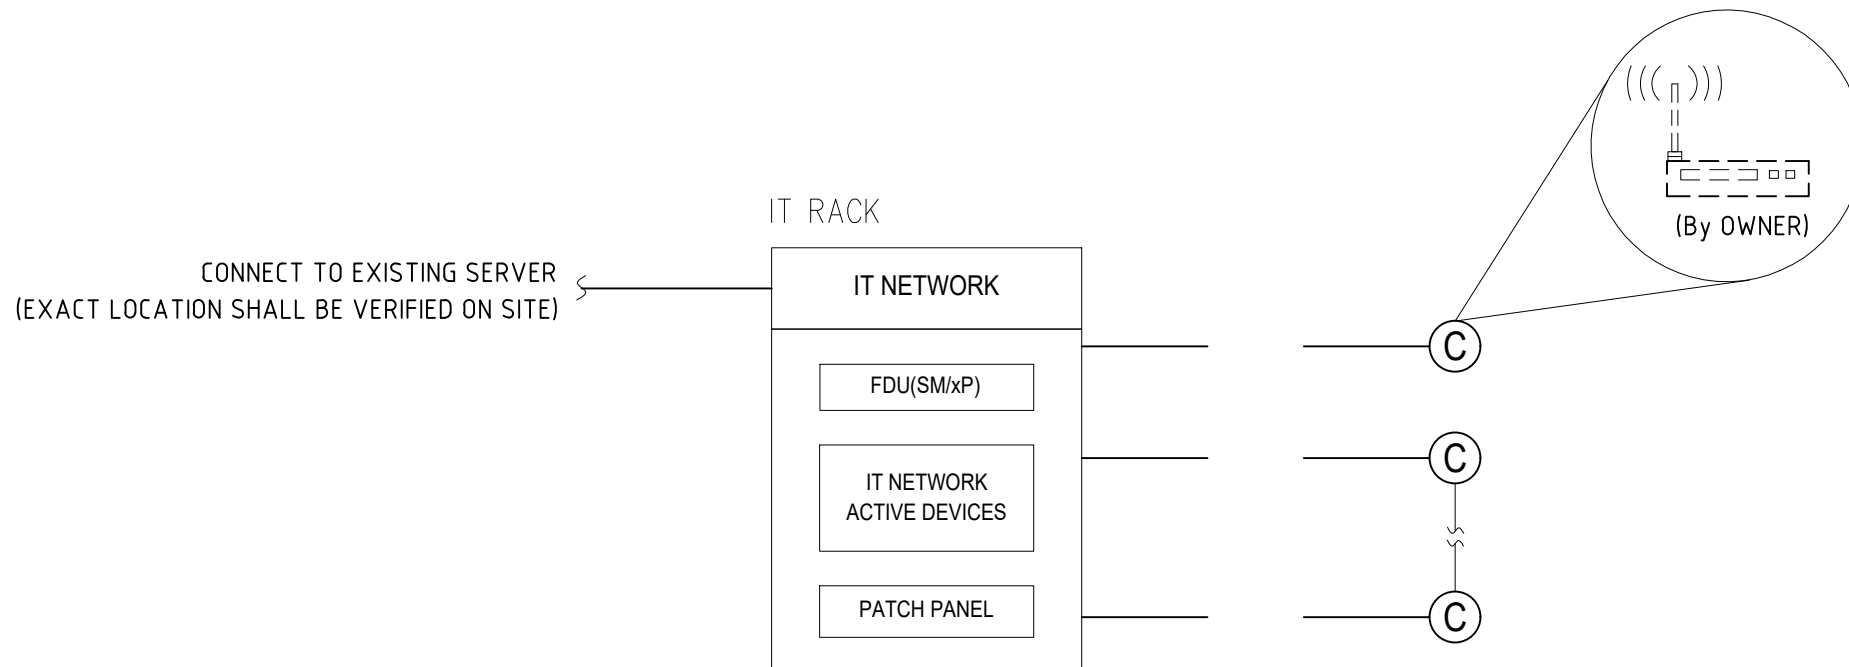 (By OWNER)
IT RACK
CONNECT TO EXISTING SERVER
(EXACT LOCATION SHALL BE VERIFIED ON SITE)
IT NETWORK
C
FDU(SM/xP)
C
IT NETWORK
ACTIVE DEVICES
PATCH PANEL
C